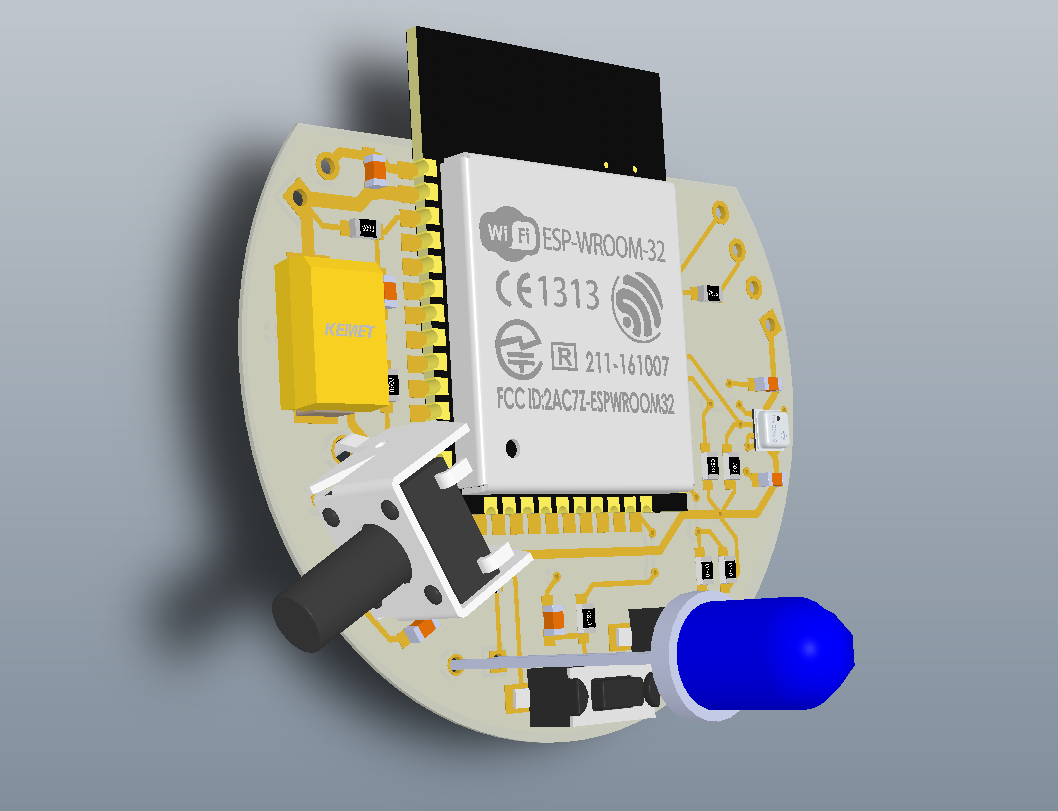 Wi Fi ESP-WROOM-32
CE1313
R 211-161007
FCC ID:2AC7Z-ESPWROOM32
KEMET